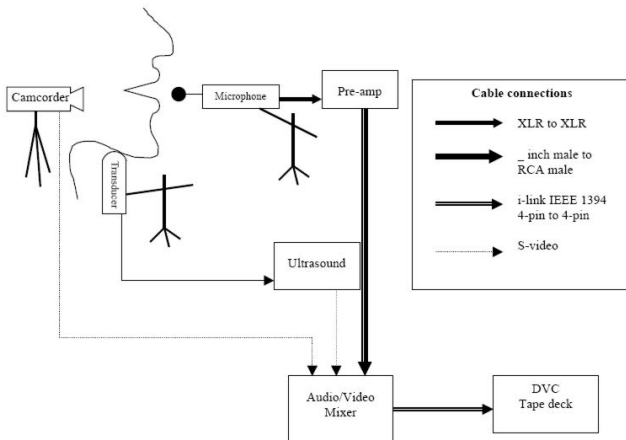 Camcorder
Microphone
Pre-amp
Transducer
Ultrasound
Audio/Video
Mixer
DVC
Tape deck
Cable connections
XLR to XLR
_ inch male to
RCA male
i-link IEEE 1394
4-pin to 4-pin
S-video